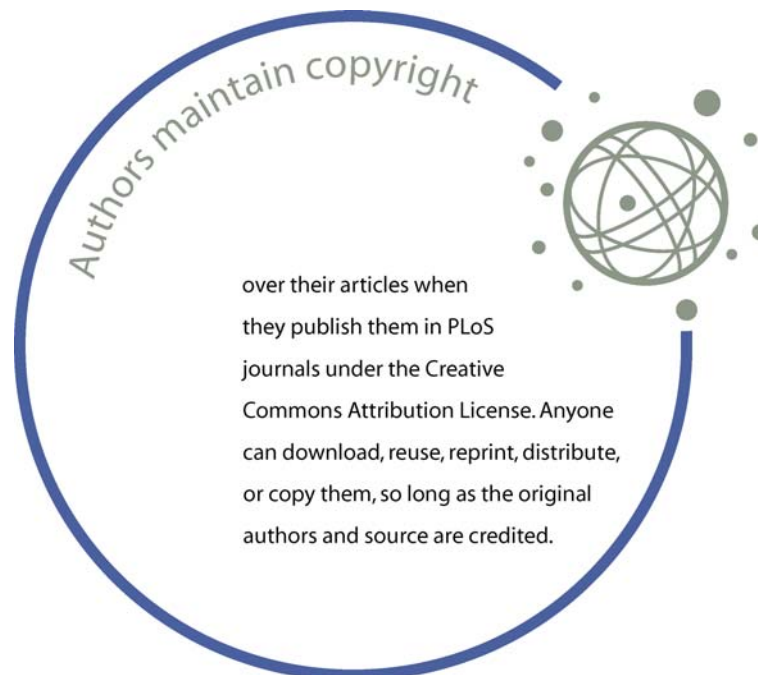 Authors maintain copyright
over their articles when
they publish them in PLoS
journals under the Creative
Commons Attribution License. Anyone
can download, reuse, reprint, distribute,
or copy them, so long as the original
authors and source are credited.